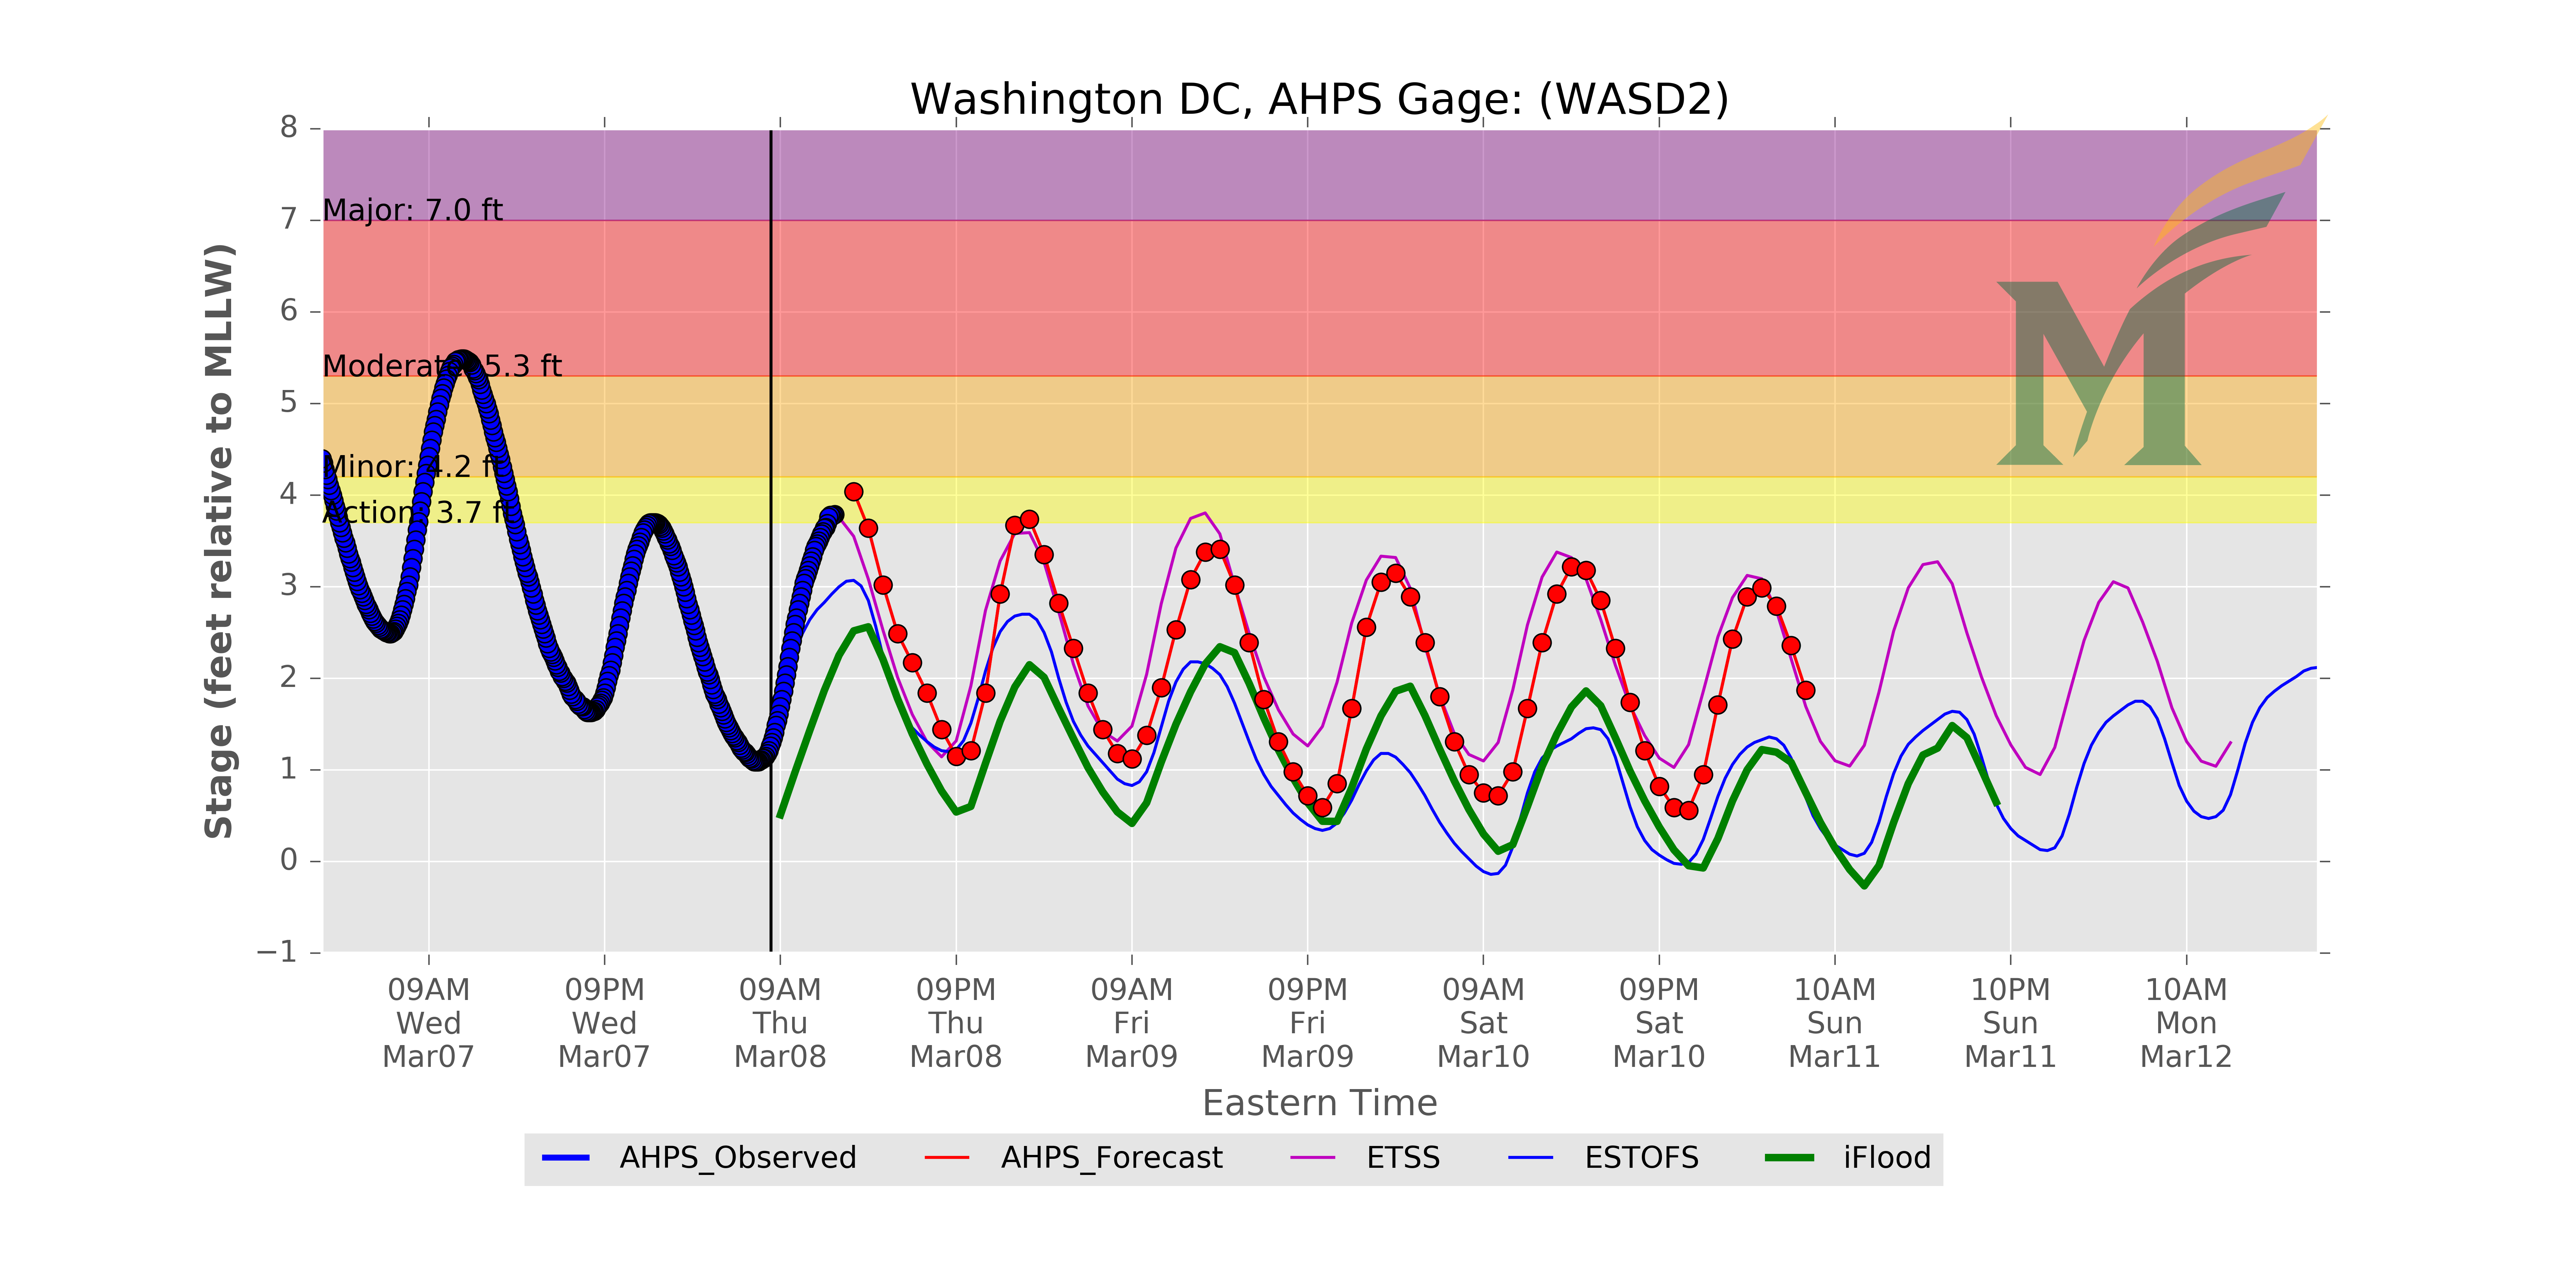 Washington DC, AHPS Gage: (WASD2)
Stage (feet relative to MLLW)
8
7
6
5
4
3
2
1
0
−1
Major: 7.0 ft
Moderate: 5.3 ft
Minor: 4.2 ft
Action: 3.7 ft
09AM Wed Mar07
09PM Wed Mar07
09AM Thu Mar08
09PM Thu Mar08
09AM Fri Mar09
09PM Fri Mar09
09AM Sat Mar10
09PM Sat Mar10
10AM Sun Mar11
10PM Sun Mar11
10AM Mon Mar12
Eastern Time
AHPS_Observed AHPS_Forecast ETSS ESTOFS iFlood
M